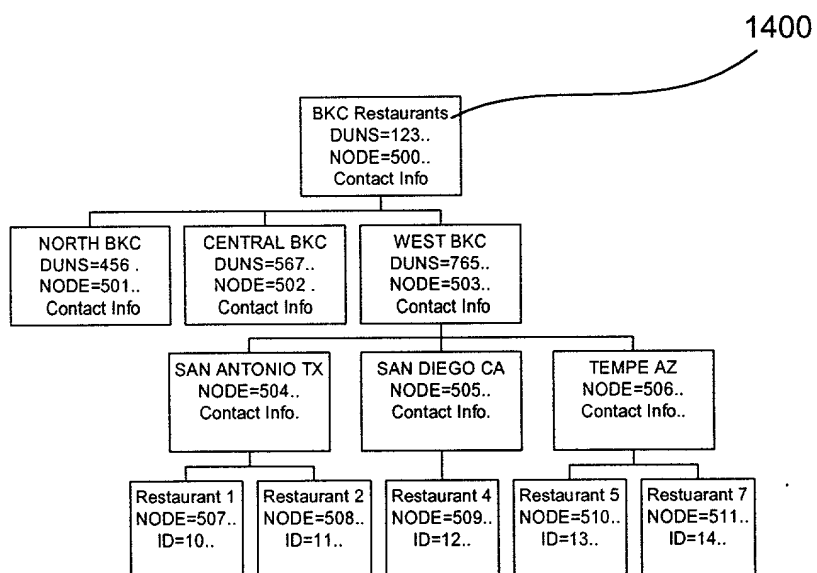 1400
BKC Restaurants
DUNS=123..
NODE=500..
Contact Info
NORTH BKC
DUNS=456 .
NODE=501..
Contact Info
CENTRAL BKC
DUNS=567..
NODE=502 .
Contact Info
WEST BKC
DUNS=765..
NODE=503..
Contact Info
SAN ANTONIO TX
NODE=504..
Contact Info.
SAN DIEGO CA
NODE=505..
Contact Info.
TEMPE AZ
NODE=506..
Contact Info..
Restaurant 1
NODE=507..
ID=10..
Restaurant 2
NODE=508..
ID=11..
Restaurant 4
NODE=509..
ID=12..
Restaurant 5
NODE=510..
ID=13..
Restuarant 7
NODE=511..
ID=14..